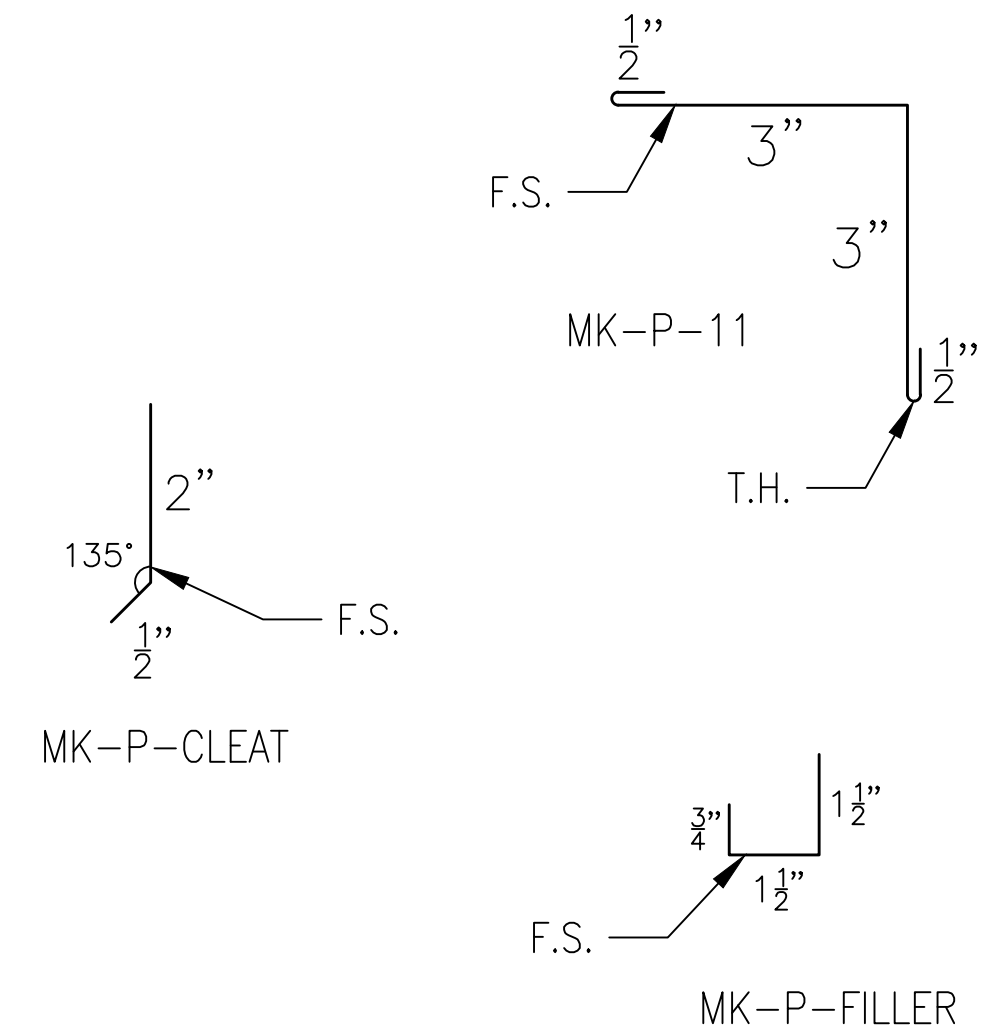 1/2”
3”
F.S.
3”
MK-P-11
1/2”
T.H.
2”
135°
F.S.
1/2”
MK-P-CLEAT
3/4”
1 1/2”
1 1/2”
F.S.
MK-P-FILLER